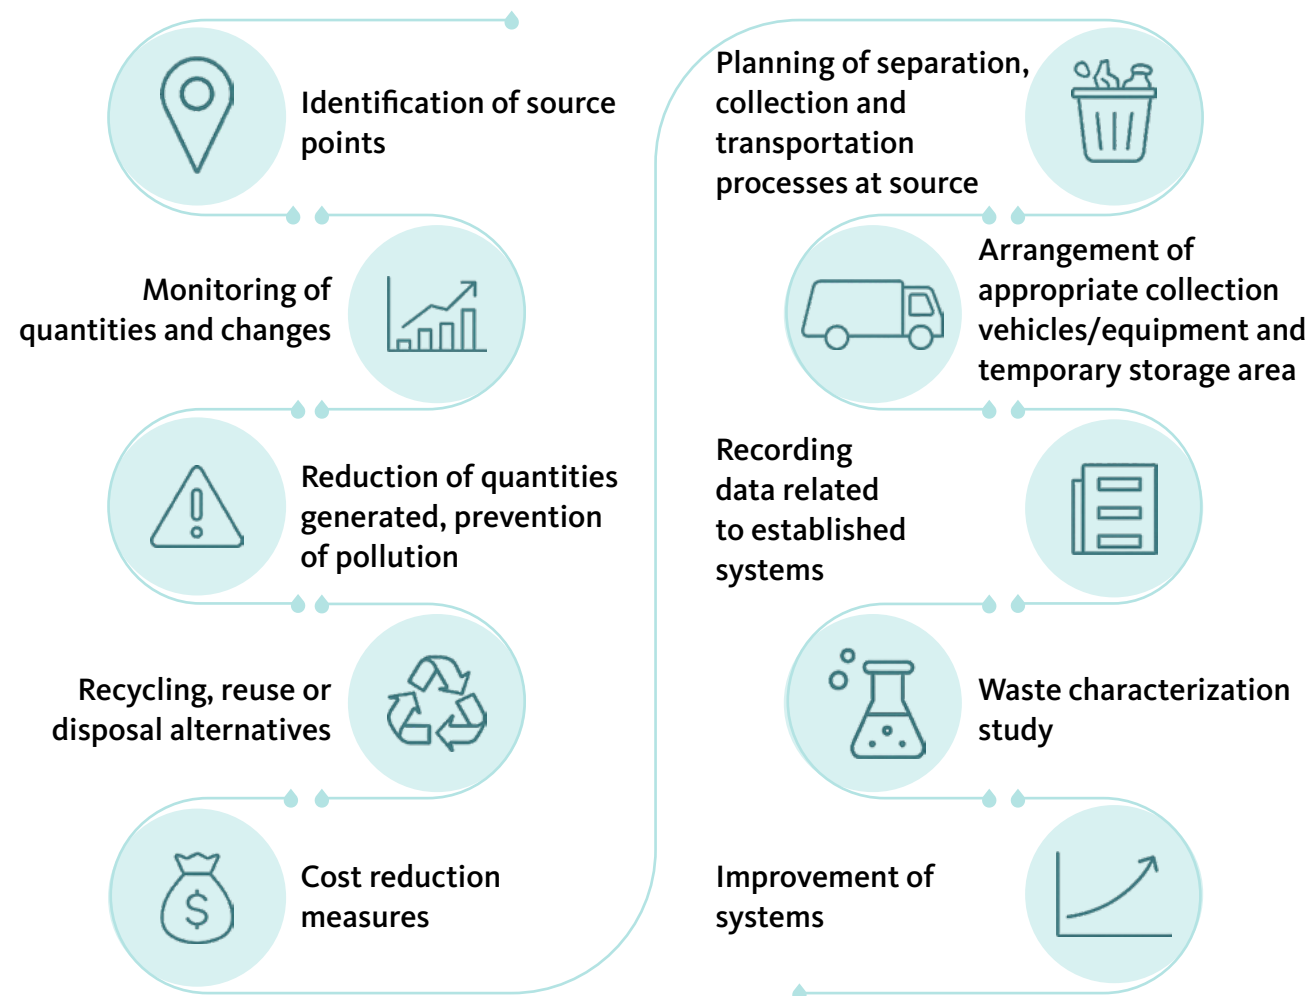 Identification of source
points
Monitoring of
quantities and changes
Reduction of quantities
generated, prevention
of pollution
Recycling, reuse or
disposal alternatives
$
Cost reduction
measures
Planning of separation,
collection and
transportation
processes at source
Arrangement of
appropriate collection
vehicles/equipment and
temporary storage area
Recording
data related
to established
systems
Waste characterization
study
Improvement of
systems